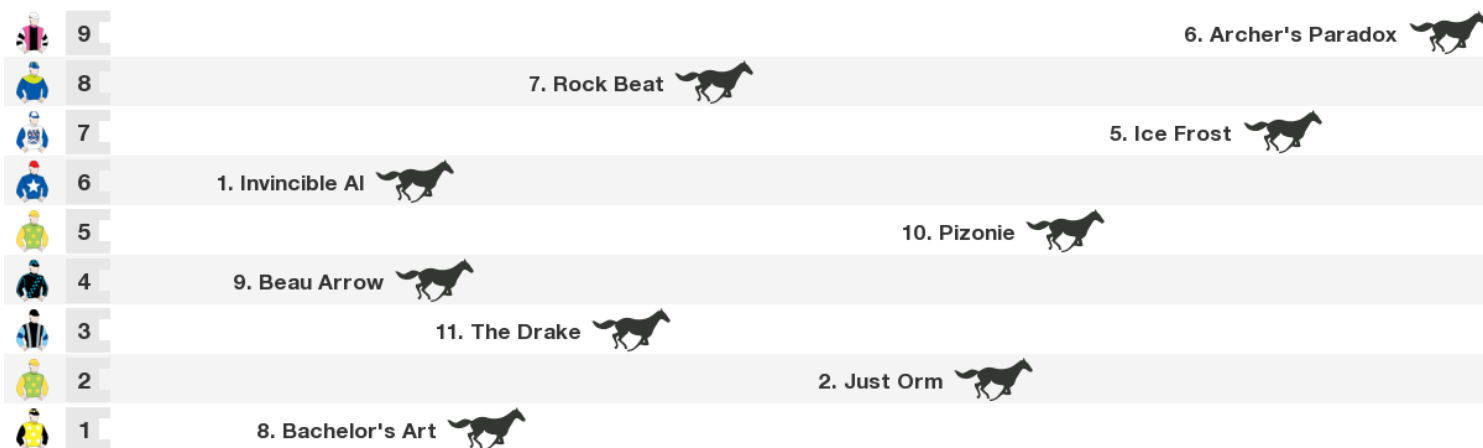 9 6. Archer's Paradox
8 7. Rock Beat
7 5. Ice Frost
6 1. Invincible Al
5 10. Pizonie
4 9. Beau Arrow
3 11. The Drake
2 2. Just Orm
1 8. Bachelor's Art